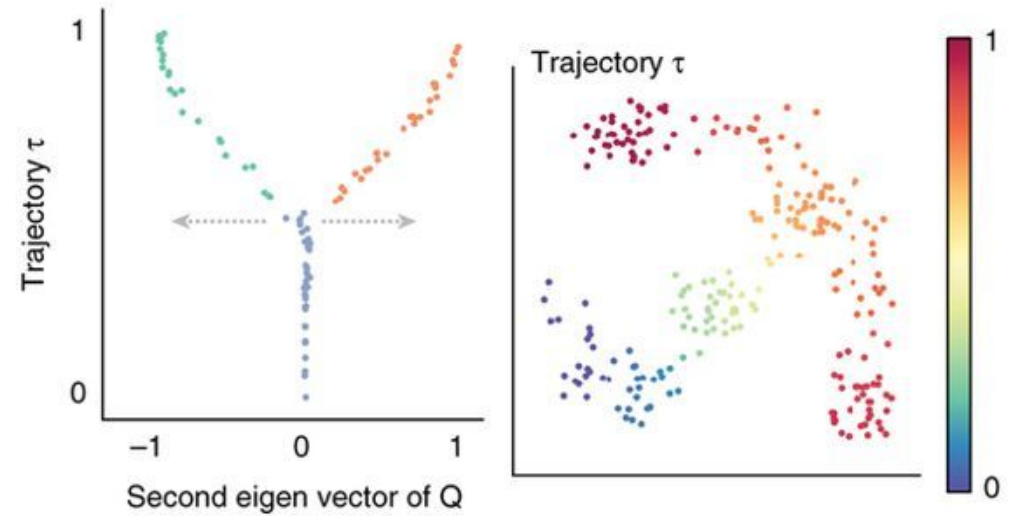 1
Trajectory τ
0
−1 0 1
Second eigen vector of Q
Trajectory τ
1
0